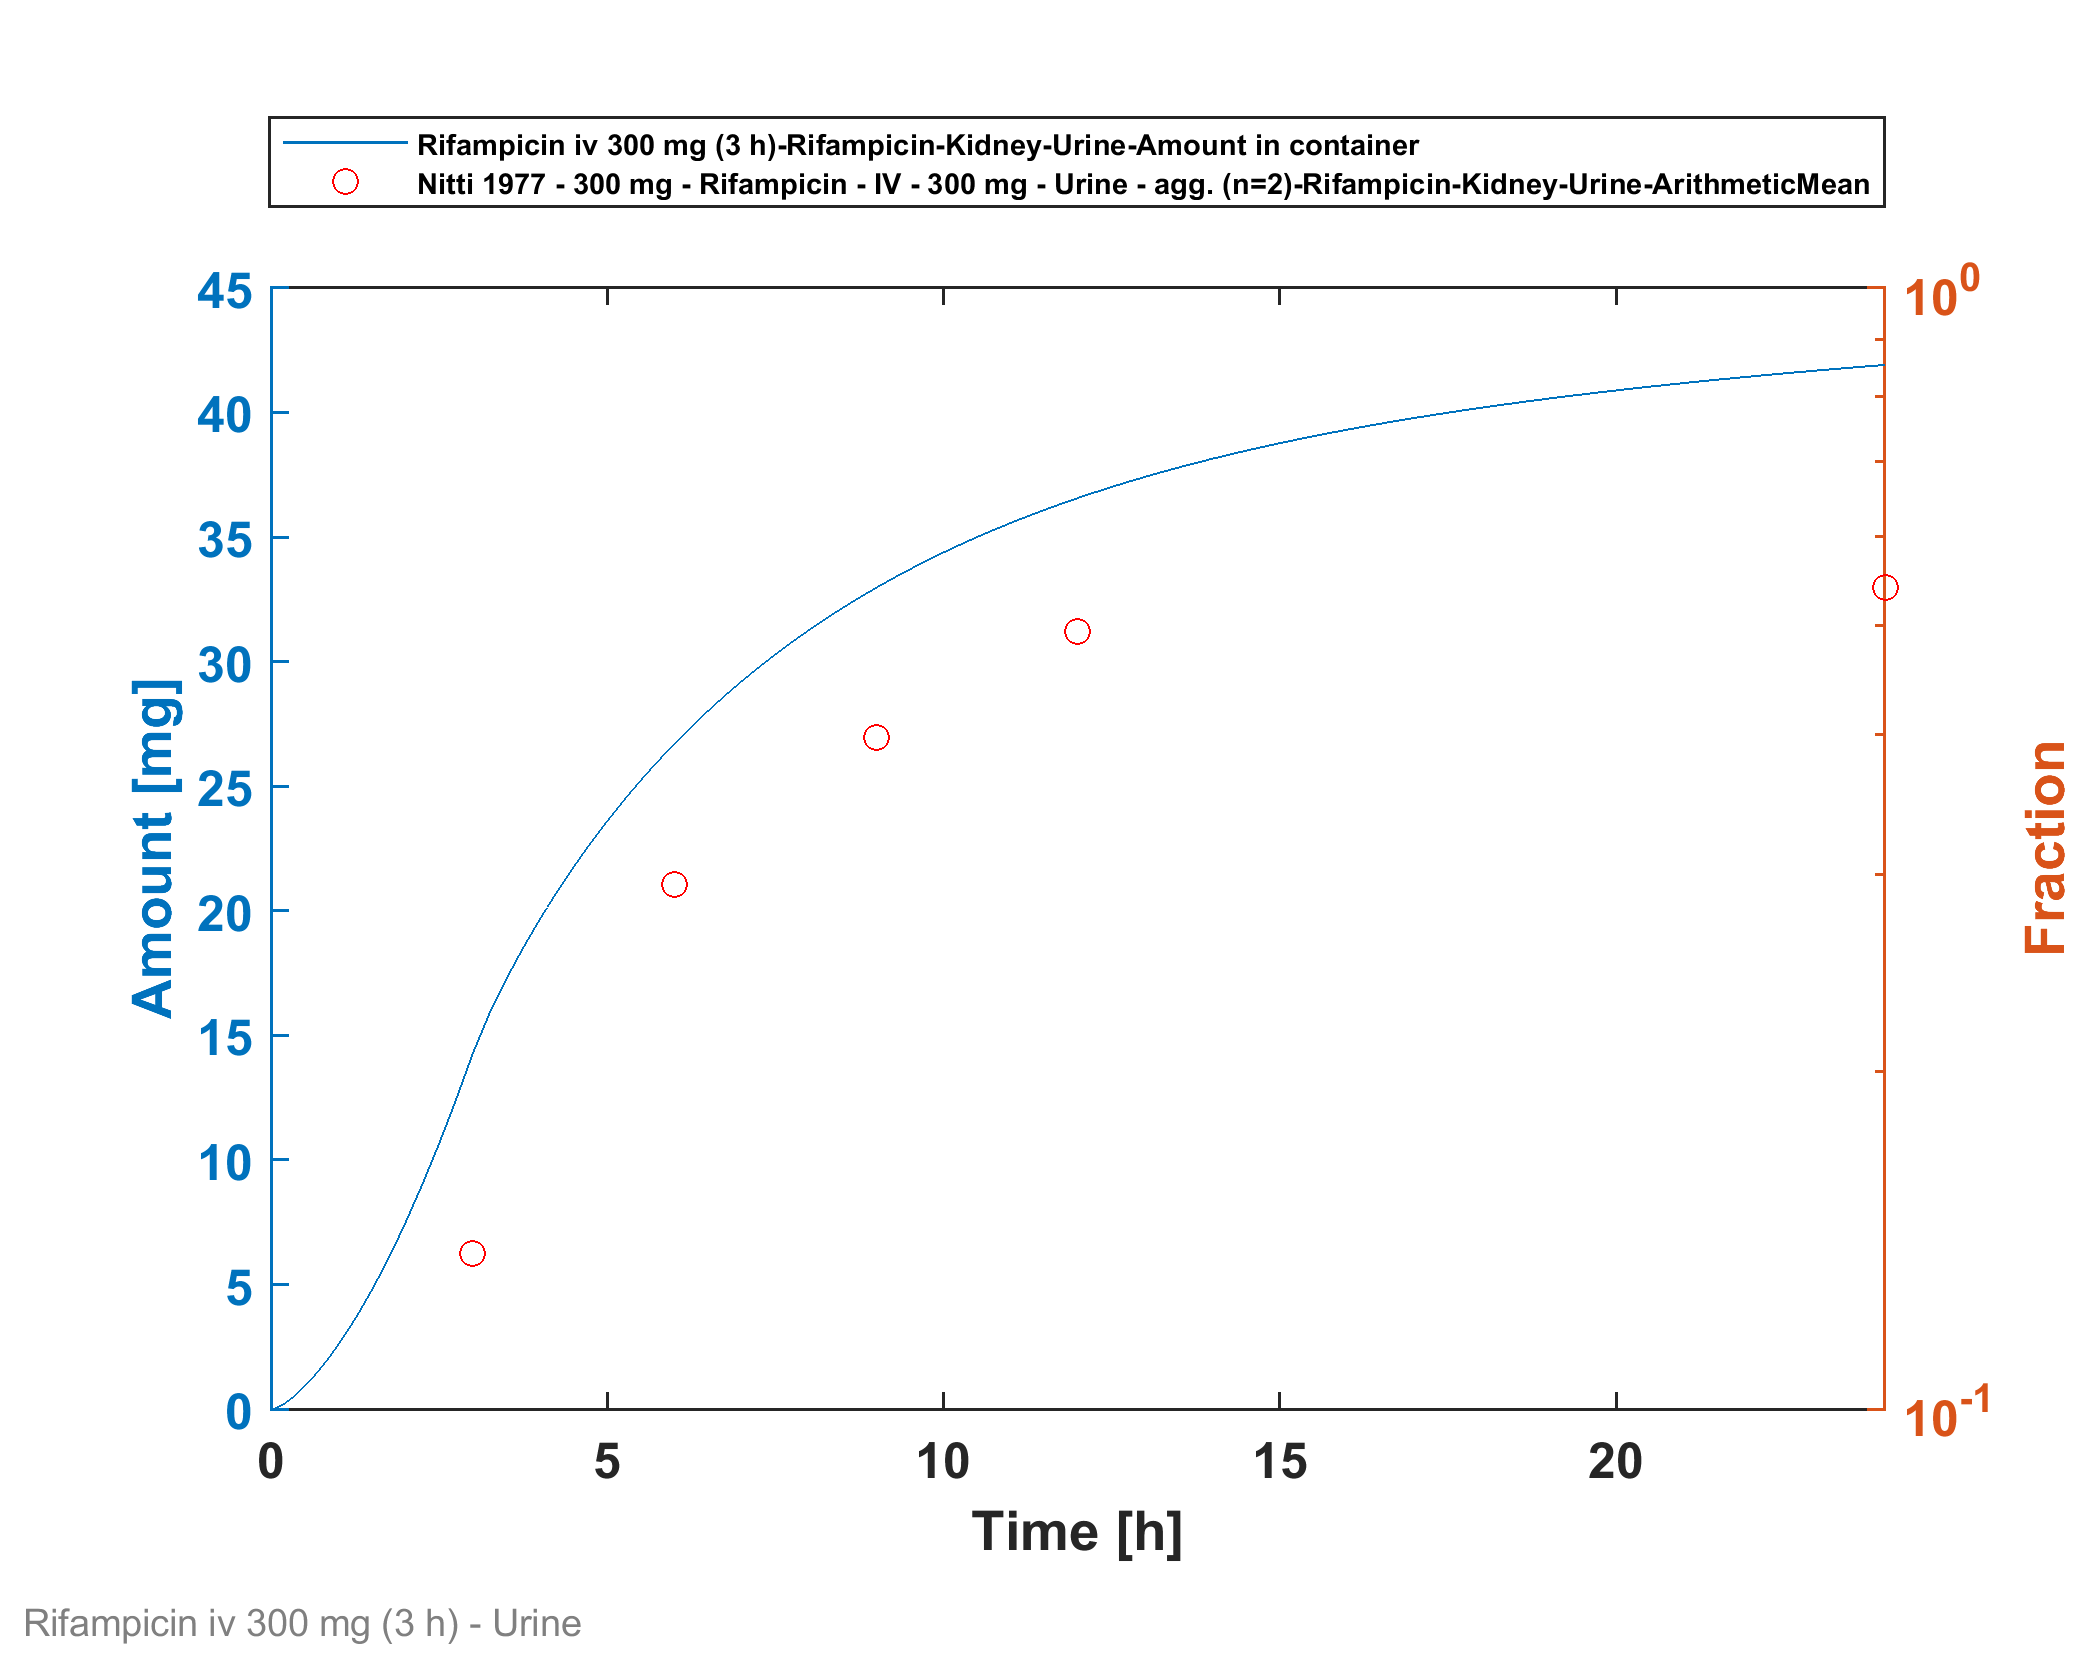 Rifampicin iv 300 mg (3 h)-Rifampicin-Kidney-Urine-Amount in container
Nitti 1977 - 300 mg - Rifampicin - IV - 300 mg - Urine - agg. (n=2)-Rifampicin-Kidney-Urine-ArithmeticMean
45
40
35
30
25
20
15
10
5
0
Amount [mg]
10^0
10^-1
Fraction
0 5 10 15 20
Time [h]
Rifampicin iv 300 mg (3 h) - Urine